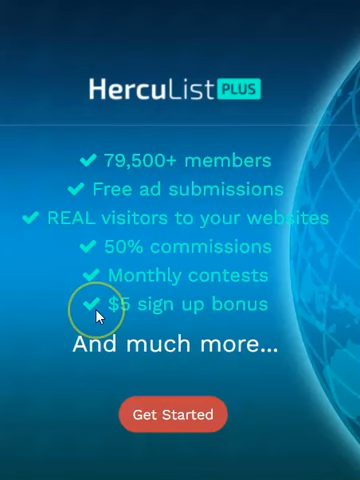 HercuList PLUS
79,500+ members
Free ad submissions
REAL visitors to your websites
50% commissions
Monthly contests
$5 sign up bonus
And much more...
Get Started